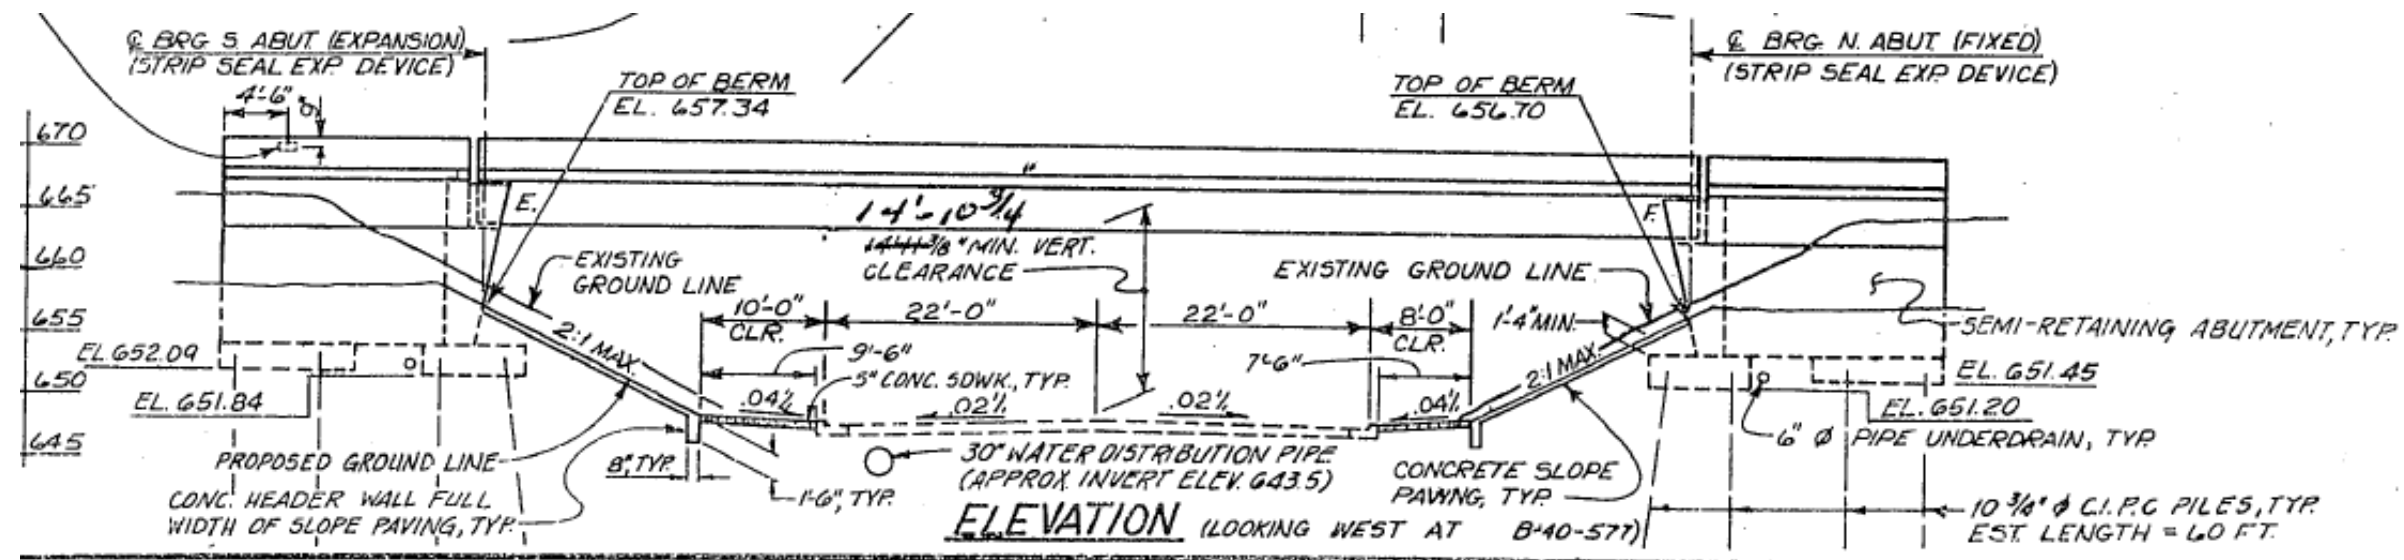 ℄ BRG S. ABUT. (EXPANSION)
(STRIP SEAL EXP. DEVICE)
4'-6"
TOP OF BERM
EL. 657.34
TOP OF BERM
EL. 656.70
℄ BRG. N. ABUT. (FIXED)
(STRIP SEAL EXP. DEVICE)
670
665
660
655
650
645
E.
F.
14'-10 3/4
3/8" MIN. VERT.
CLEARANCE
EXISTING
GROUND LINE
EXISTING GROUND LINE
10'-0"
CLR.
22'-0"
22'-0"
8'-0"
CLR.
1'-4" MIN.
SEMI-RETAINING ABUTMENT, TYP.
2:1 MAX.
9'-6"
5" CONC. SDWK., TYP.
7'-6"
2:1 MAX.
EL. 652.09
EL. 651.84
EL. 651.45
EL. 651.20
.04%
.02%
.02%
.04%
6" Ø PIPE UNDERDRAIN, TYP.
PROPOSED GROUND LINE
8", TYP.
1'-6", TYP.
30" WATER DISTRIBUTION PIPE
(APPROX. INVERT ELEV. 643.5)
CONCRETE SLOPE
PAVING, TYP.
CONC. HEADER WALL FULL
WIDTH OF SLOPE PAVING, TYP.
ELEVATION (LOOKING WEST AT B-40-577)
10 3/4" Ø C.I.P.C PILES, TYP.
EST. LENGTH = 60 FT.